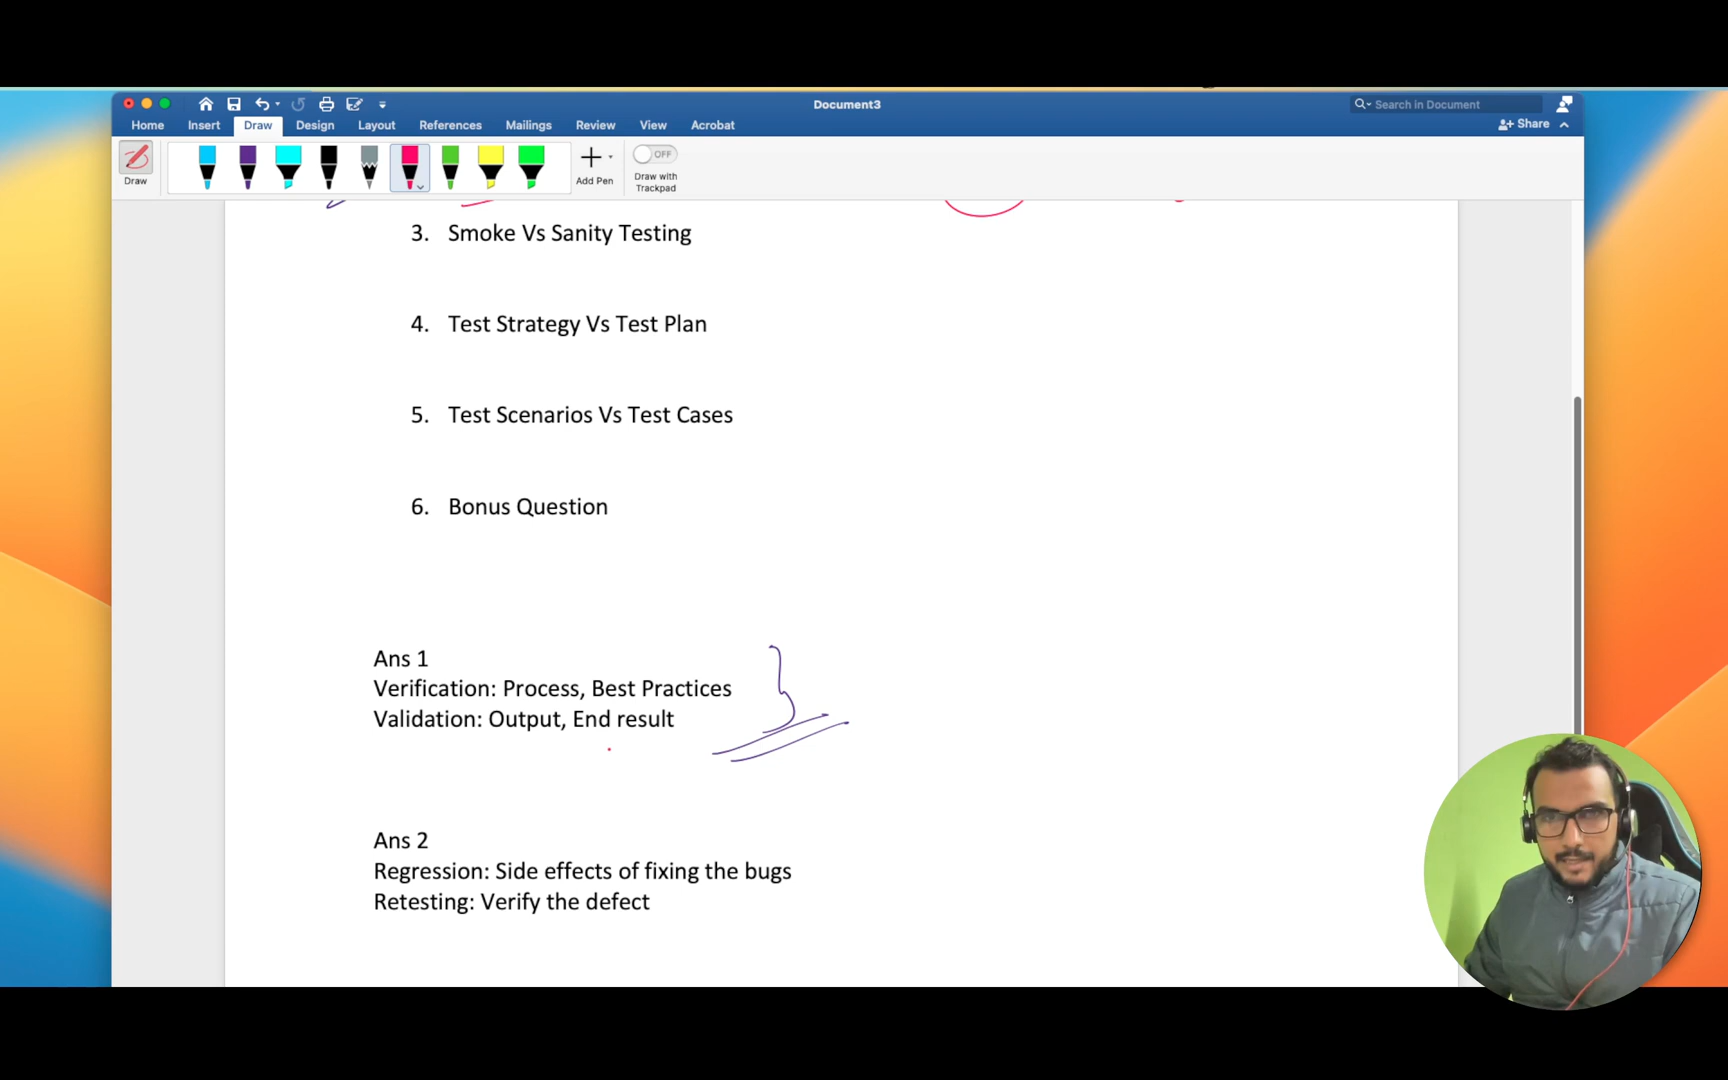 Document3
Search in Document
Home Insert Draw Design Layout References Mailings Review View Acrobat
Share
Draw
Add Pen
OFF
Draw with
Trackpad
3. Smoke Vs Sanity Testing
4. Test Strategy Vs Test Plan
5. Test Scenarios Vs Test Cases
6. Bonus Question
Ans 1
Verification: Process, Best Practices
Validation: Output, End result
Ans 2
Regression: Side effects of fixing the bugs
Retesting: Verify the defect